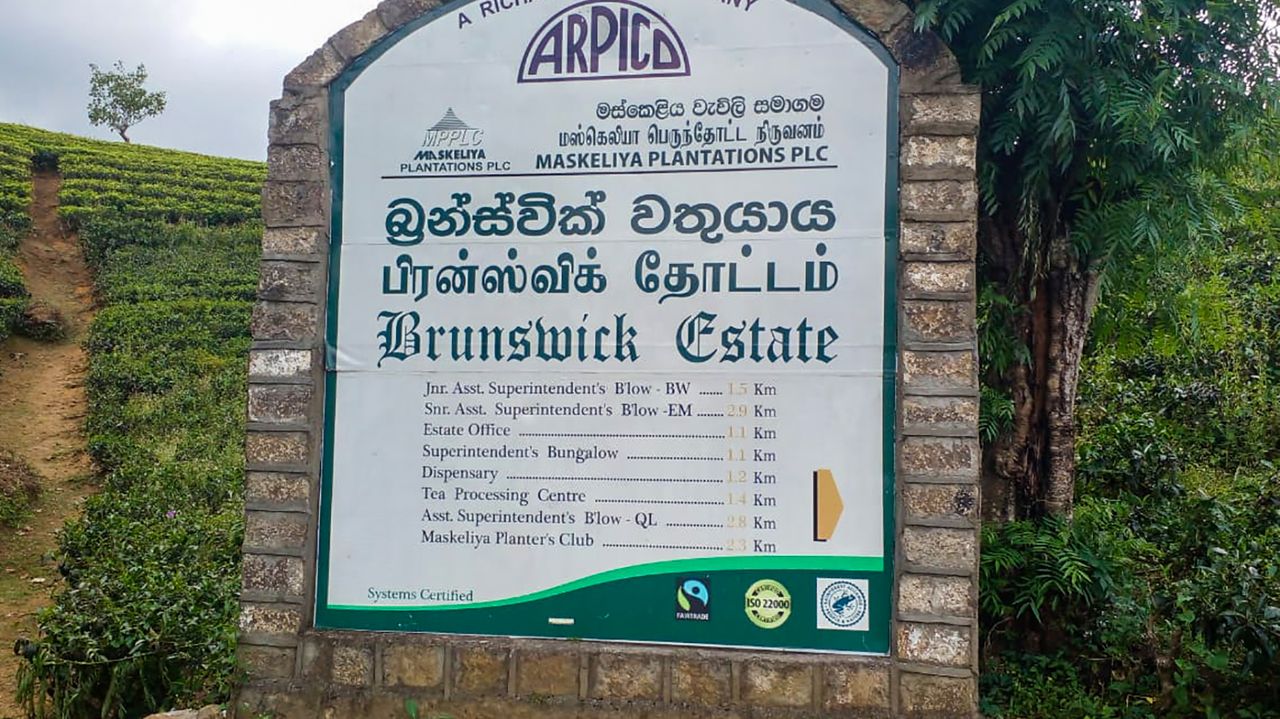 ARPICO
මස්කෙළිය වැවිලි සමාගම
மஸ்கெலியா பெருந்தோட்ட நிருவனம்
MASKELIYA PLANTATIONS PLC
MPPLC
MASKELIYA
PLANTATIONS PLC
බ්‍රන්ස්වික් වතුයාය
பிரன்ஸ்விக் தோட்டம்
Brunswick Estate
Jnr. Asst. Superintendent's B'low - BW ...... 1.5 Km
Snr. Asst. Superintendent's B'low -EM ....... 2.9 Km
Estate Office ........ 1.1 Km
Superintendent's Bungalow ........ 1.1 Km
Dispensary ........ 1.2 Km
Tea Processing Centre ........ 1.4 Km
Asst. Superintendent's B'low - QL ........ 2.8 Km
Maskeliya Planter's Club ........ 2.3 Km
Systems Certified
FAIRTRADE
ISO 22000